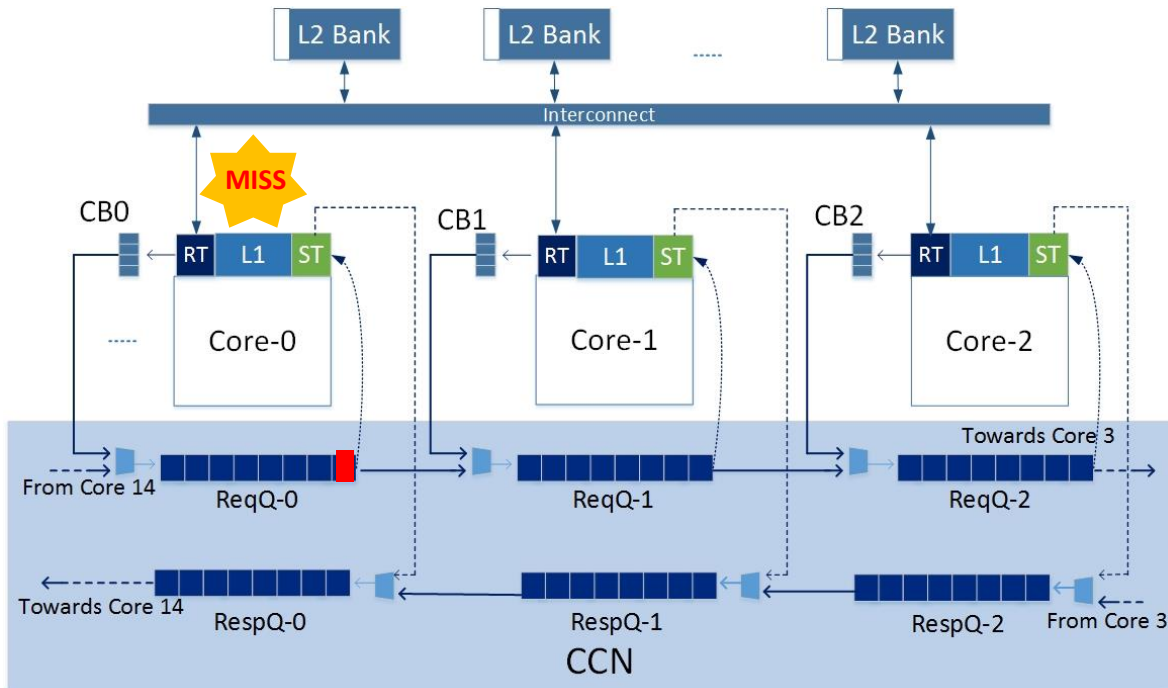 L2 Bank
L2 Bank
L2 Bank
Interconnect
MISS
CB0
CB1
CB2
RT
L1
ST
RT
L1
ST
RT
L1
ST
Core-0
Core-1
Core-2
Towards Core 3
From Core 14
ReqQ-0
ReqQ-1
ReqQ-2
Towards Core 14
RespQ-0
RespQ-1
RespQ-2
From Core 3
CCN